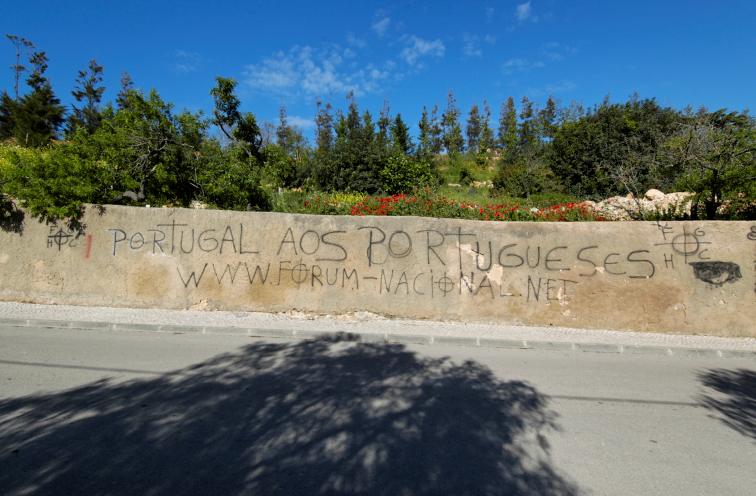 PORTUGAL AOS PORTUGUESES
WWW.FORUM-NACIONAL.NET